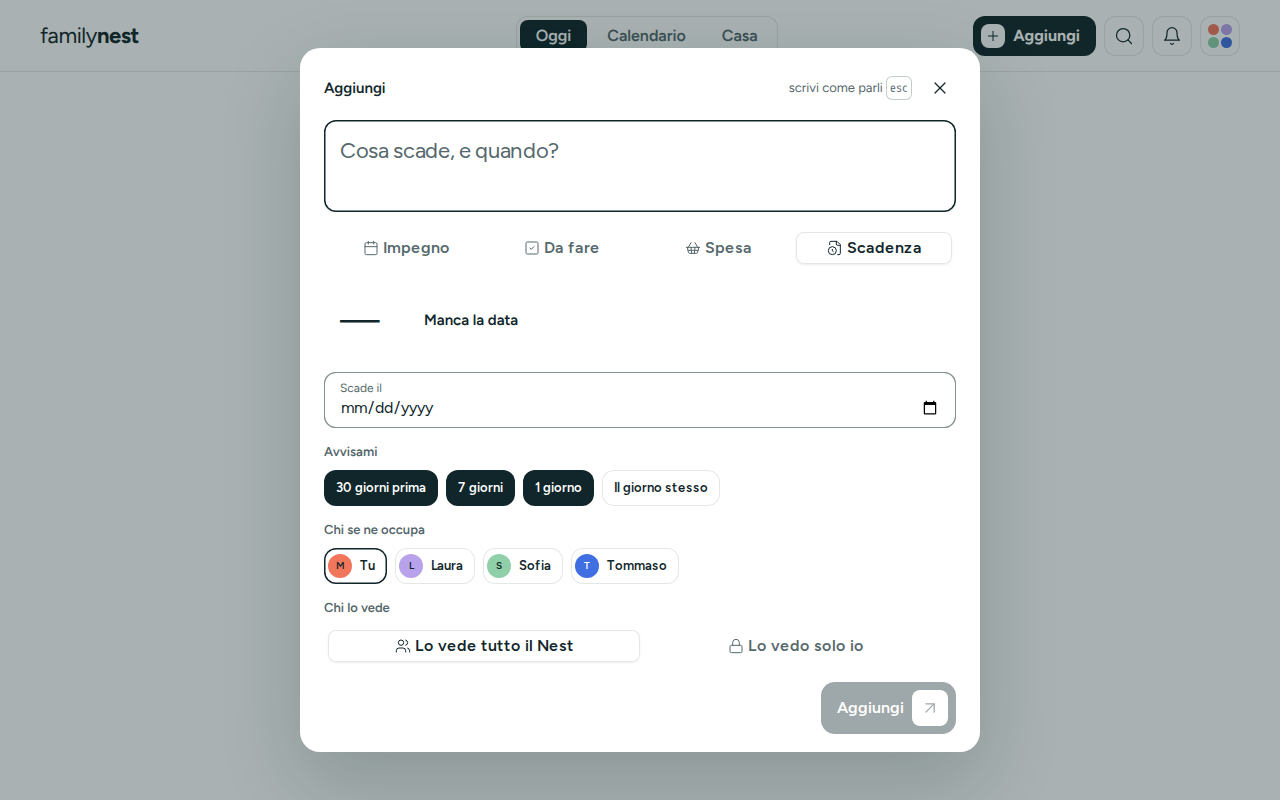 familynest
Oggi Calendario Casa
Aggiungi
Aggiungi
scrivi come parli esc
Cosa scade, e quando?
Impegno Da fare Spesa Scadenza
Manca la data
Scade il
mm/dd/yyyy
Avvisami
30 giorni prima 7 giorni 1 giorno Il giorno stesso
Chi se ne occupa
M Tu L Laura S Sofia T Tommaso
Chi lo vede
Lo vede tutto il Nest Lo vedo solo io
Aggiungi